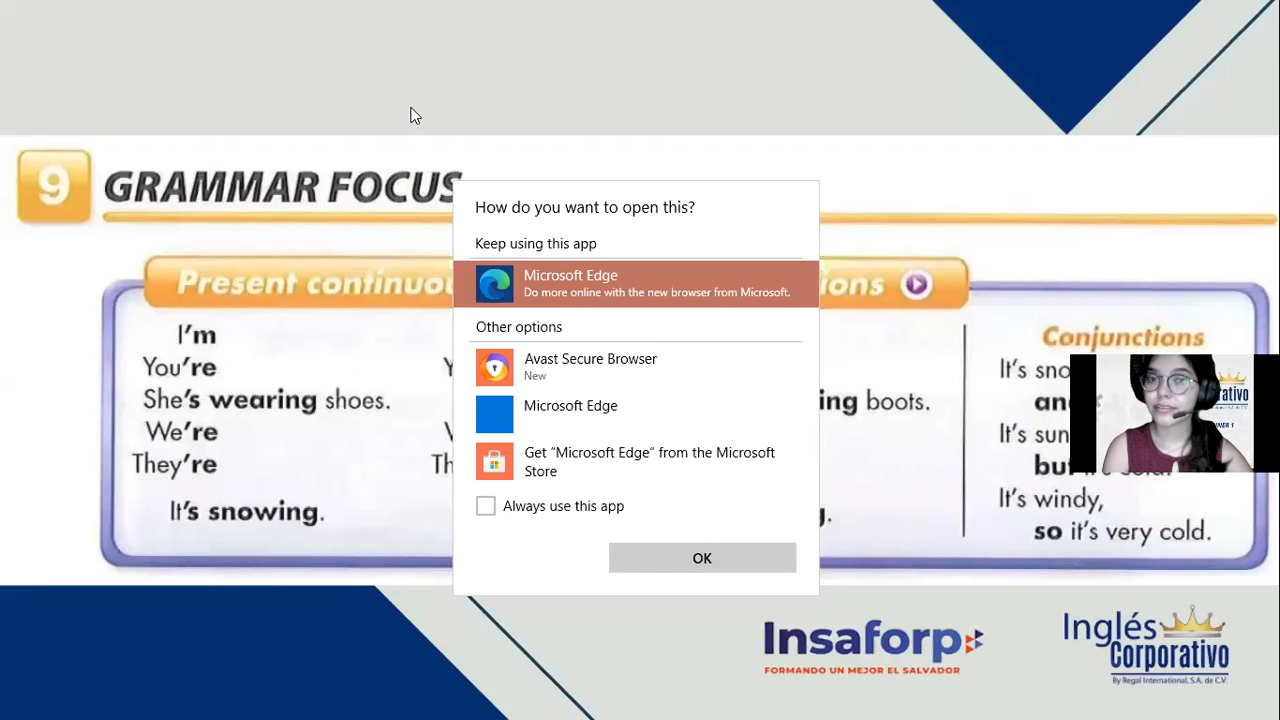 9 GRAMMAR FOCUS
Present continuou
ions
I'm
You're
She's wearing shoes.
We're
They're
It's snowing.
ing boots.
Conjunctions
It's sno
an
It's sun
but it's cold.
It's windy,
so it's very cold.
How do you want to open this?
Keep using this app
Microsoft Edge
Do more online with the new browser from Microsoft.
Other options
Avast Secure Browser
New
Microsoft Edge
Get "Microsoft Edge" from the Microsoft
Store
Always use this app
OK
Insaforp
FORMANDO UN MEJOR EL SALVADOR
Inglés
Corporativo
By Regal International, S.A. de C.V.